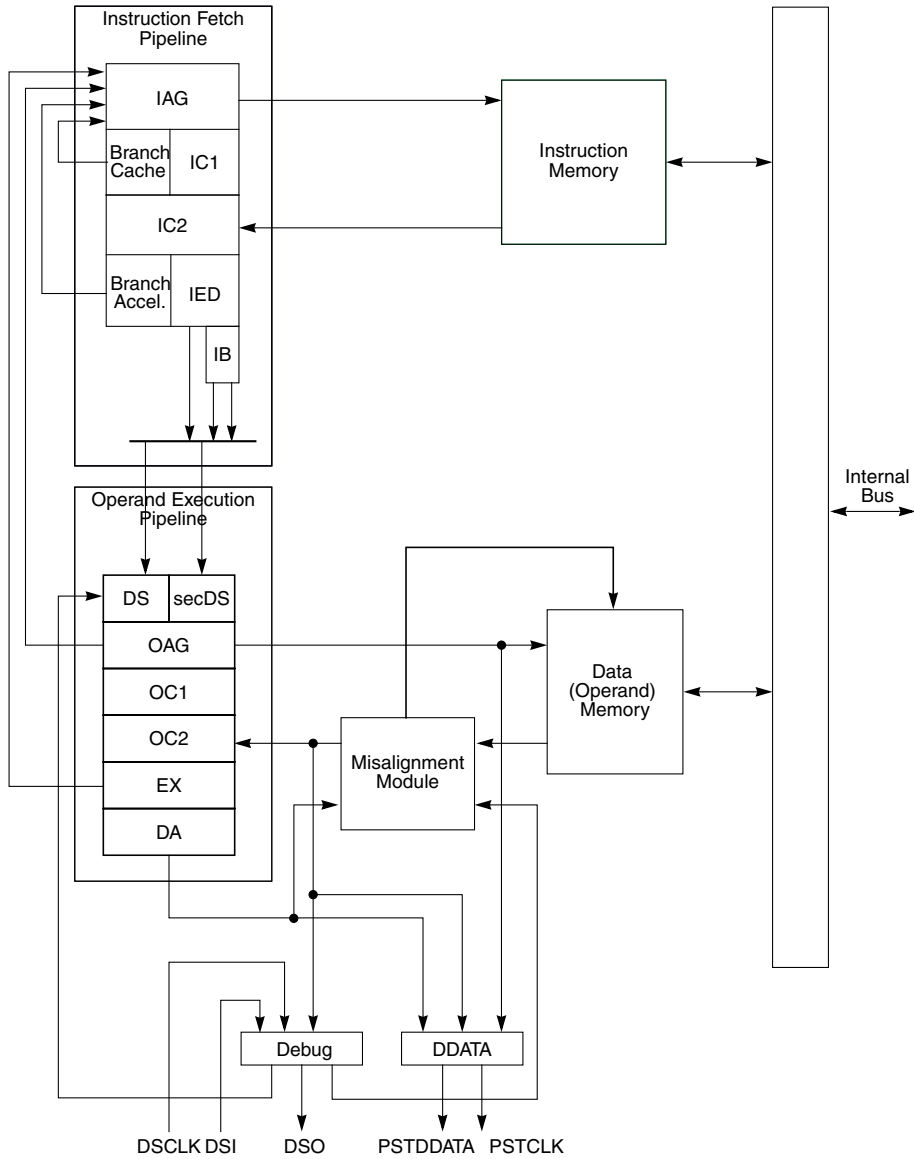 Instruction Fetch
Pipeline
IAG
Branch
Cache
IC1
Instruction
Memory
IC2
Branch
Accel.
IED
IB
Internal
Bus
Operand Execution
Pipeline
DS
secDS
OAG
OC1
Data
(Operand)
Memory
OC2
Misalignment
Module
EX
DA
Debug
DDATA
DSCLK
DSI
DSO
PSTDDATA
PSTCLK